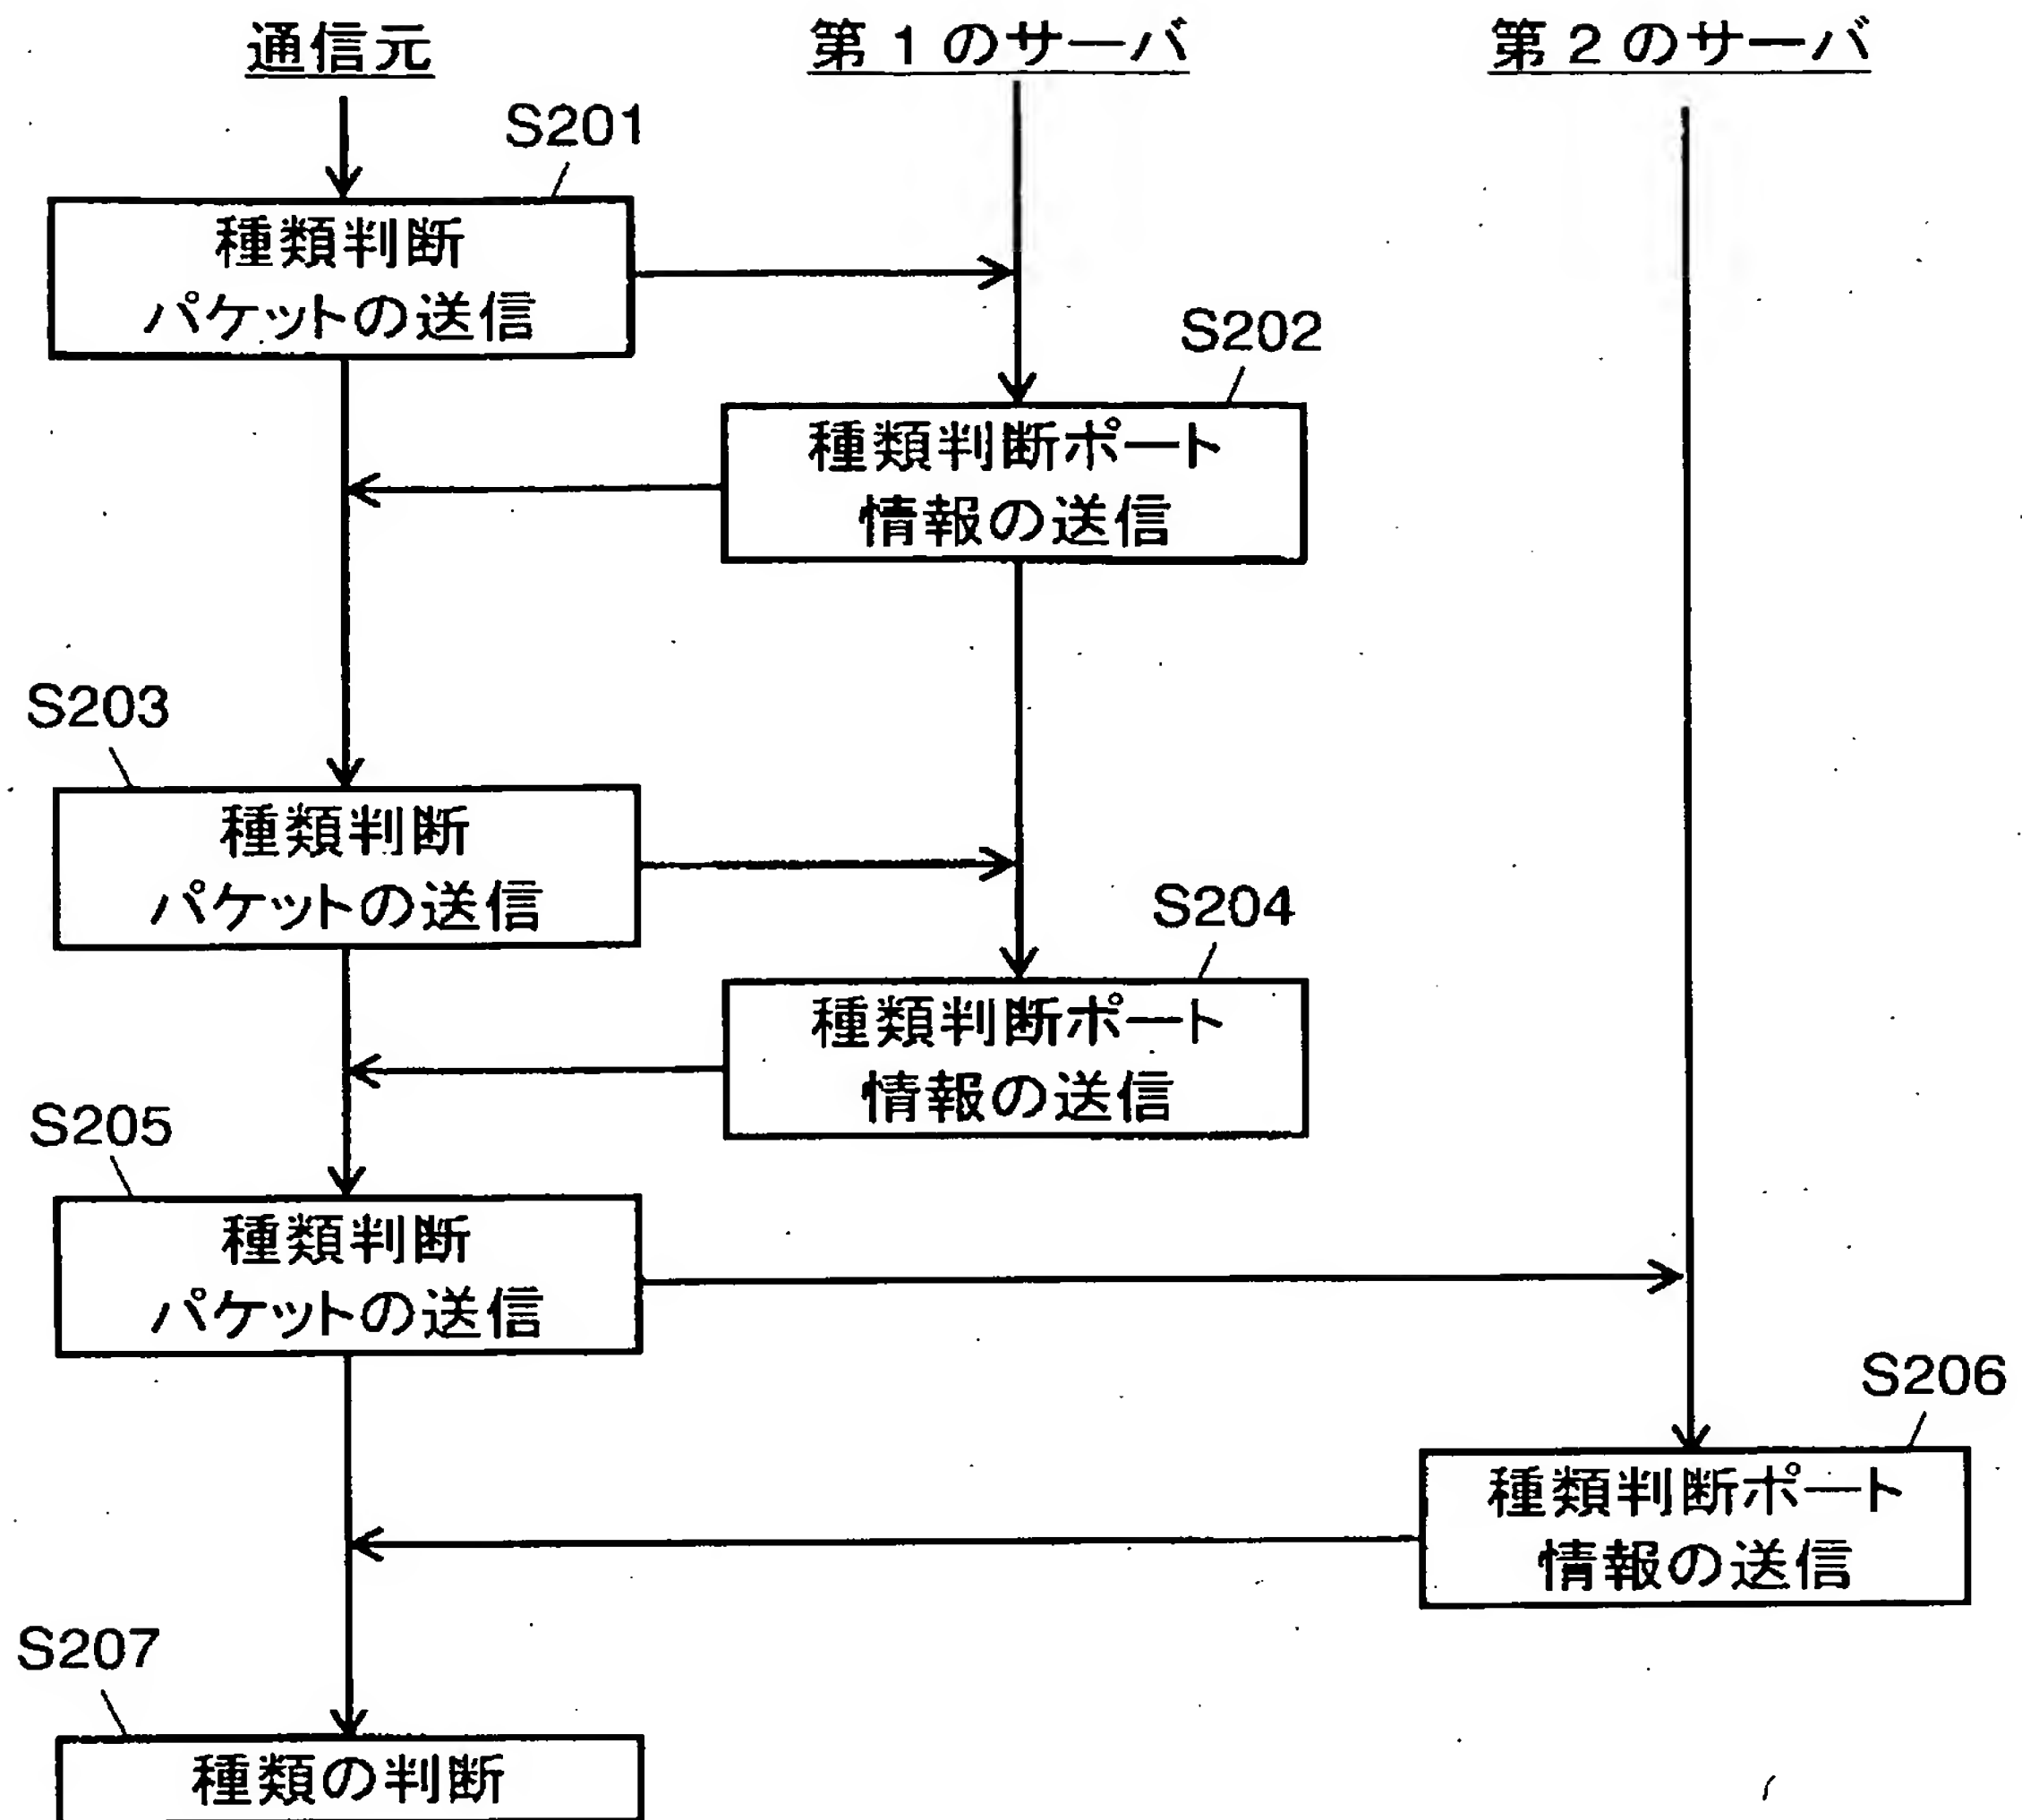 通信元
第1のサーバ
第2のサーバ
S201
種類判断
パケットの送信
S202
種類判断ポート
情報の送信
S203
種類判断
パケットの送信
S204
種類判断ポート
情報の送信
S205
種類判断
パケットの送信
S206
種類判断ポート
情報の送信
S207
種類の判断